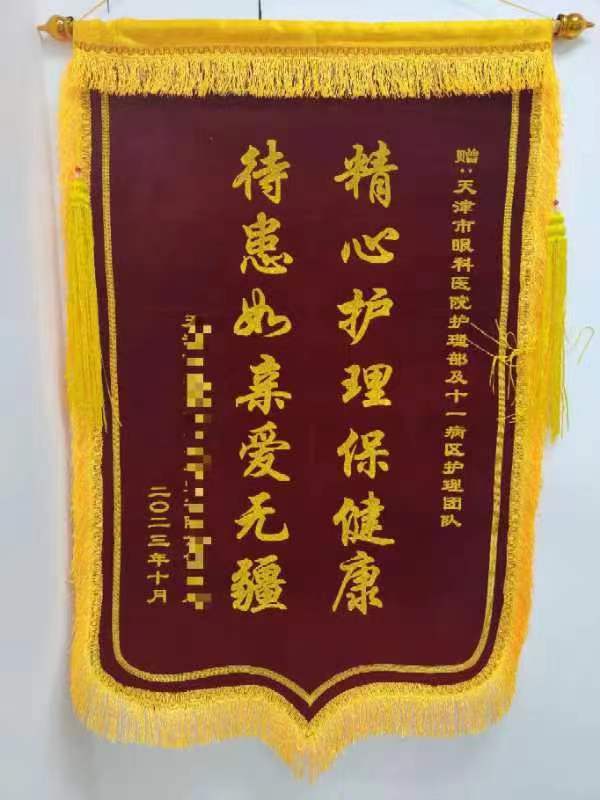 赠：天津市眼科医院护理部及十一病区护理团队
精心护理保健康
待患如亲爱无疆
二〇二三年十月